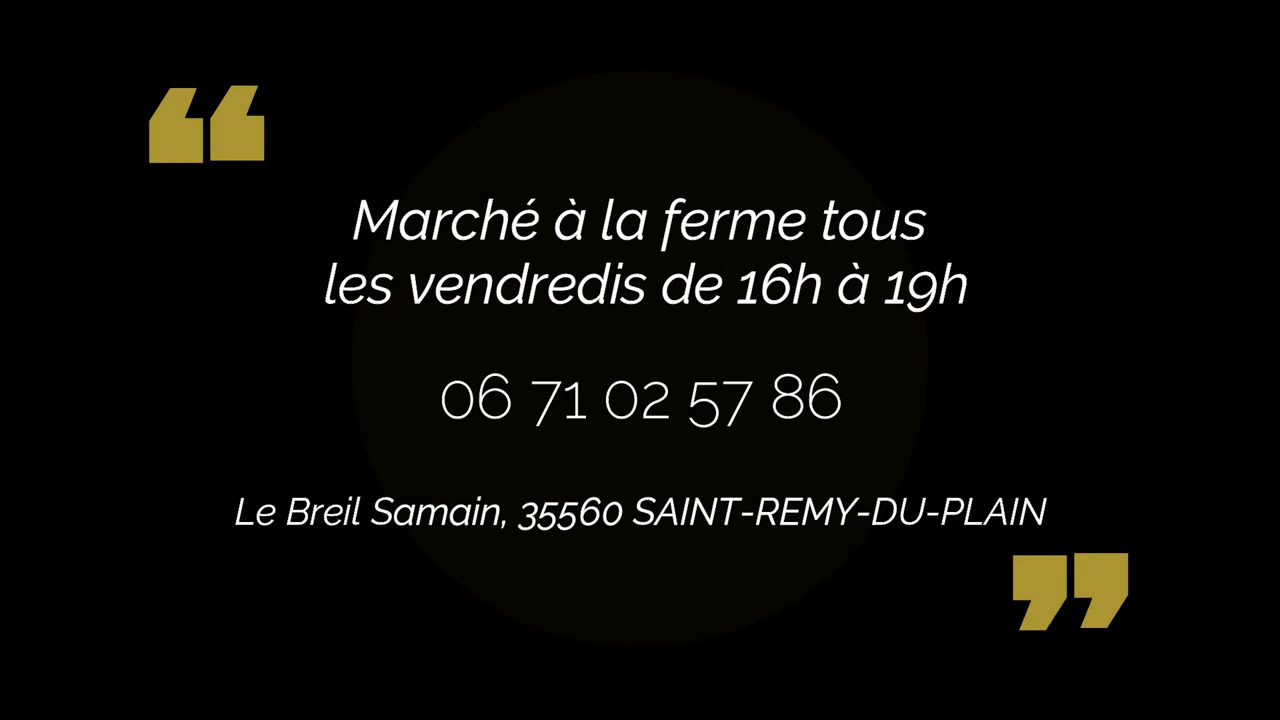 Marché à la ferme tous
les vendredis de 16h à 19h
06 71 02 57 86
Le Breil Samain, 35560 SAINT-REMY-DU-PLAIN